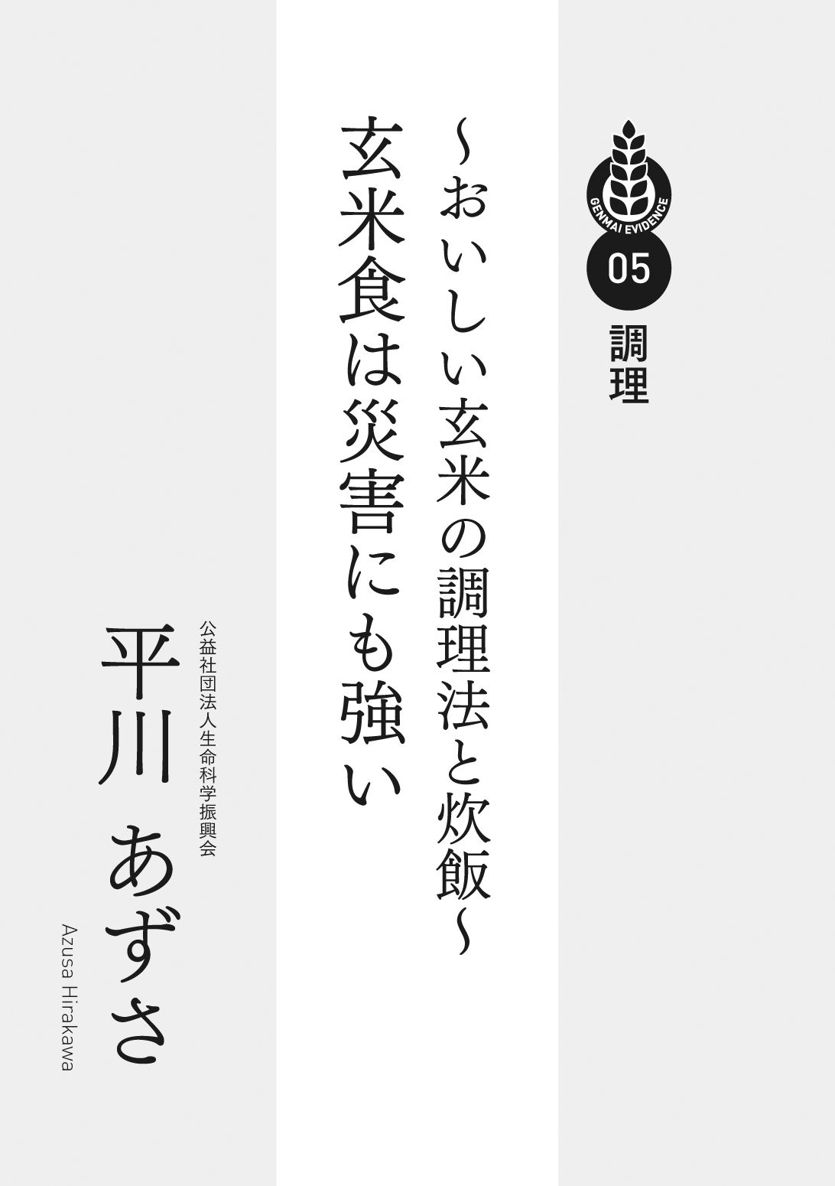 GENMAI EVIDENCE
05
調理
〜おいしい玄米の調理法と炊飯〜
玄米食は災害にも強い
公益社団法人生命科学振興会
平川 あずさ
Azusa Hirakawa